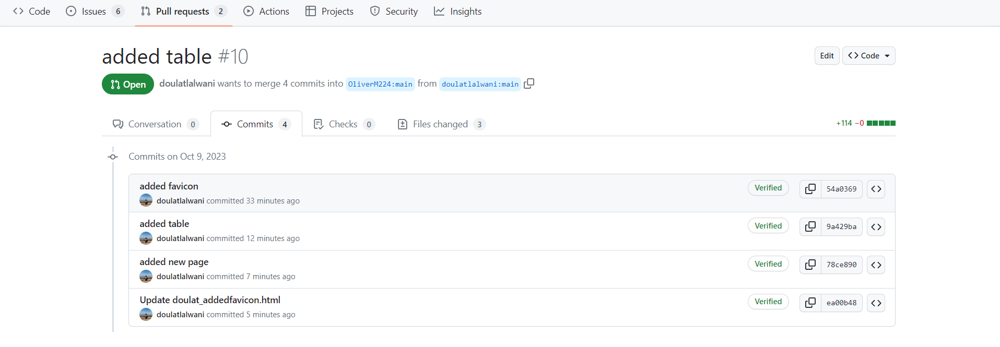 Code Issues 6 Pull requests 2 Actions Projects Security Insights
added table #10
Edit Code
Open doulatlalwani wants to merge 4 commits into OliverM224:main from doulatlalwani:main
Conversation 0 Commits 4 Checks 0 Files changed 3 +114 −0
Commits on Oct 9, 2023
added favicon
Verified 54a0369
doulatlalwani committed 33 minutes ago
added table
Verified 9a429ba
doulatlalwani committed 12 minutes ago
added new page
Verified 78ce890
doulatlalwani committed 7 minutes ago
Update doulat_addedfavicon.html
Verified ea00b48
doulatlalwani committed 5 minutes ago